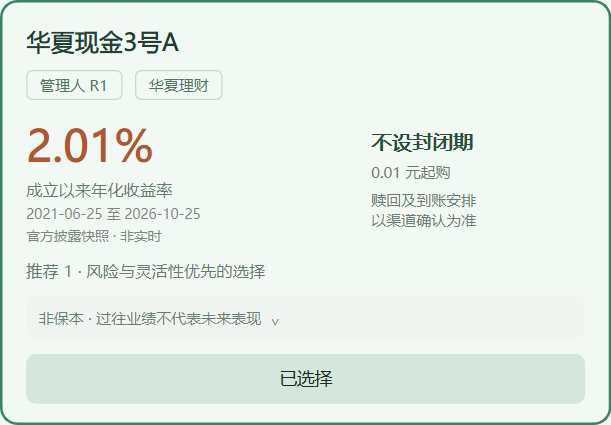 华夏现金3号A
管理人 R1
华夏理财
2.01%
成立以来年化收益率
2021-06-25 至 2026-10-25
官方披露快照 · 非实时
不设封闭期
0.01 元起购
赎回及到账安排
以渠道确认为准
推荐 1 · 风险与灵活性优先的选择
非保本 · 过往业绩不代表未来表现 ∨
已选择